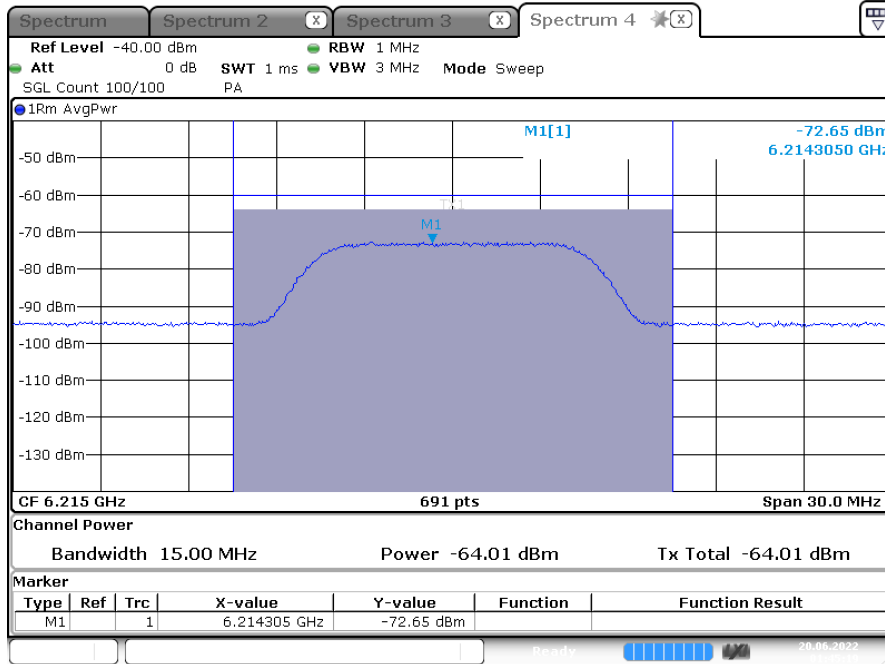 Spectrum Spectrum 2 X Spectrum 3 X Spectrum 4 X
Ref Level -40.00 dBm RBW 1 MHz
Att 0 dB SWT 1 ms VBW 3 MHz Mode Sweep
SGL Count 100/100 PA
1Rm AvgPwr
M1[1] -72.65 dBm
6.2143050 GHz
-50 dBm
-60 dBm
TX1
M1
-70 dBm
-80 dBm
-90 dBm
-100 dBm
-110 dBm
-120 dBm
-130 dBm
CF 6.215 GHz 691 pts Span 30.0 MHz
Channel Power
Bandwidth 15.00 MHz Power -64.01 dBm Tx Total -64.01 dBm
Marker
Type Ref Trc X-value Y-value Function Function Result
M1 1 6.214305 GHz -72.65 dBm
Ready 20.06.2022